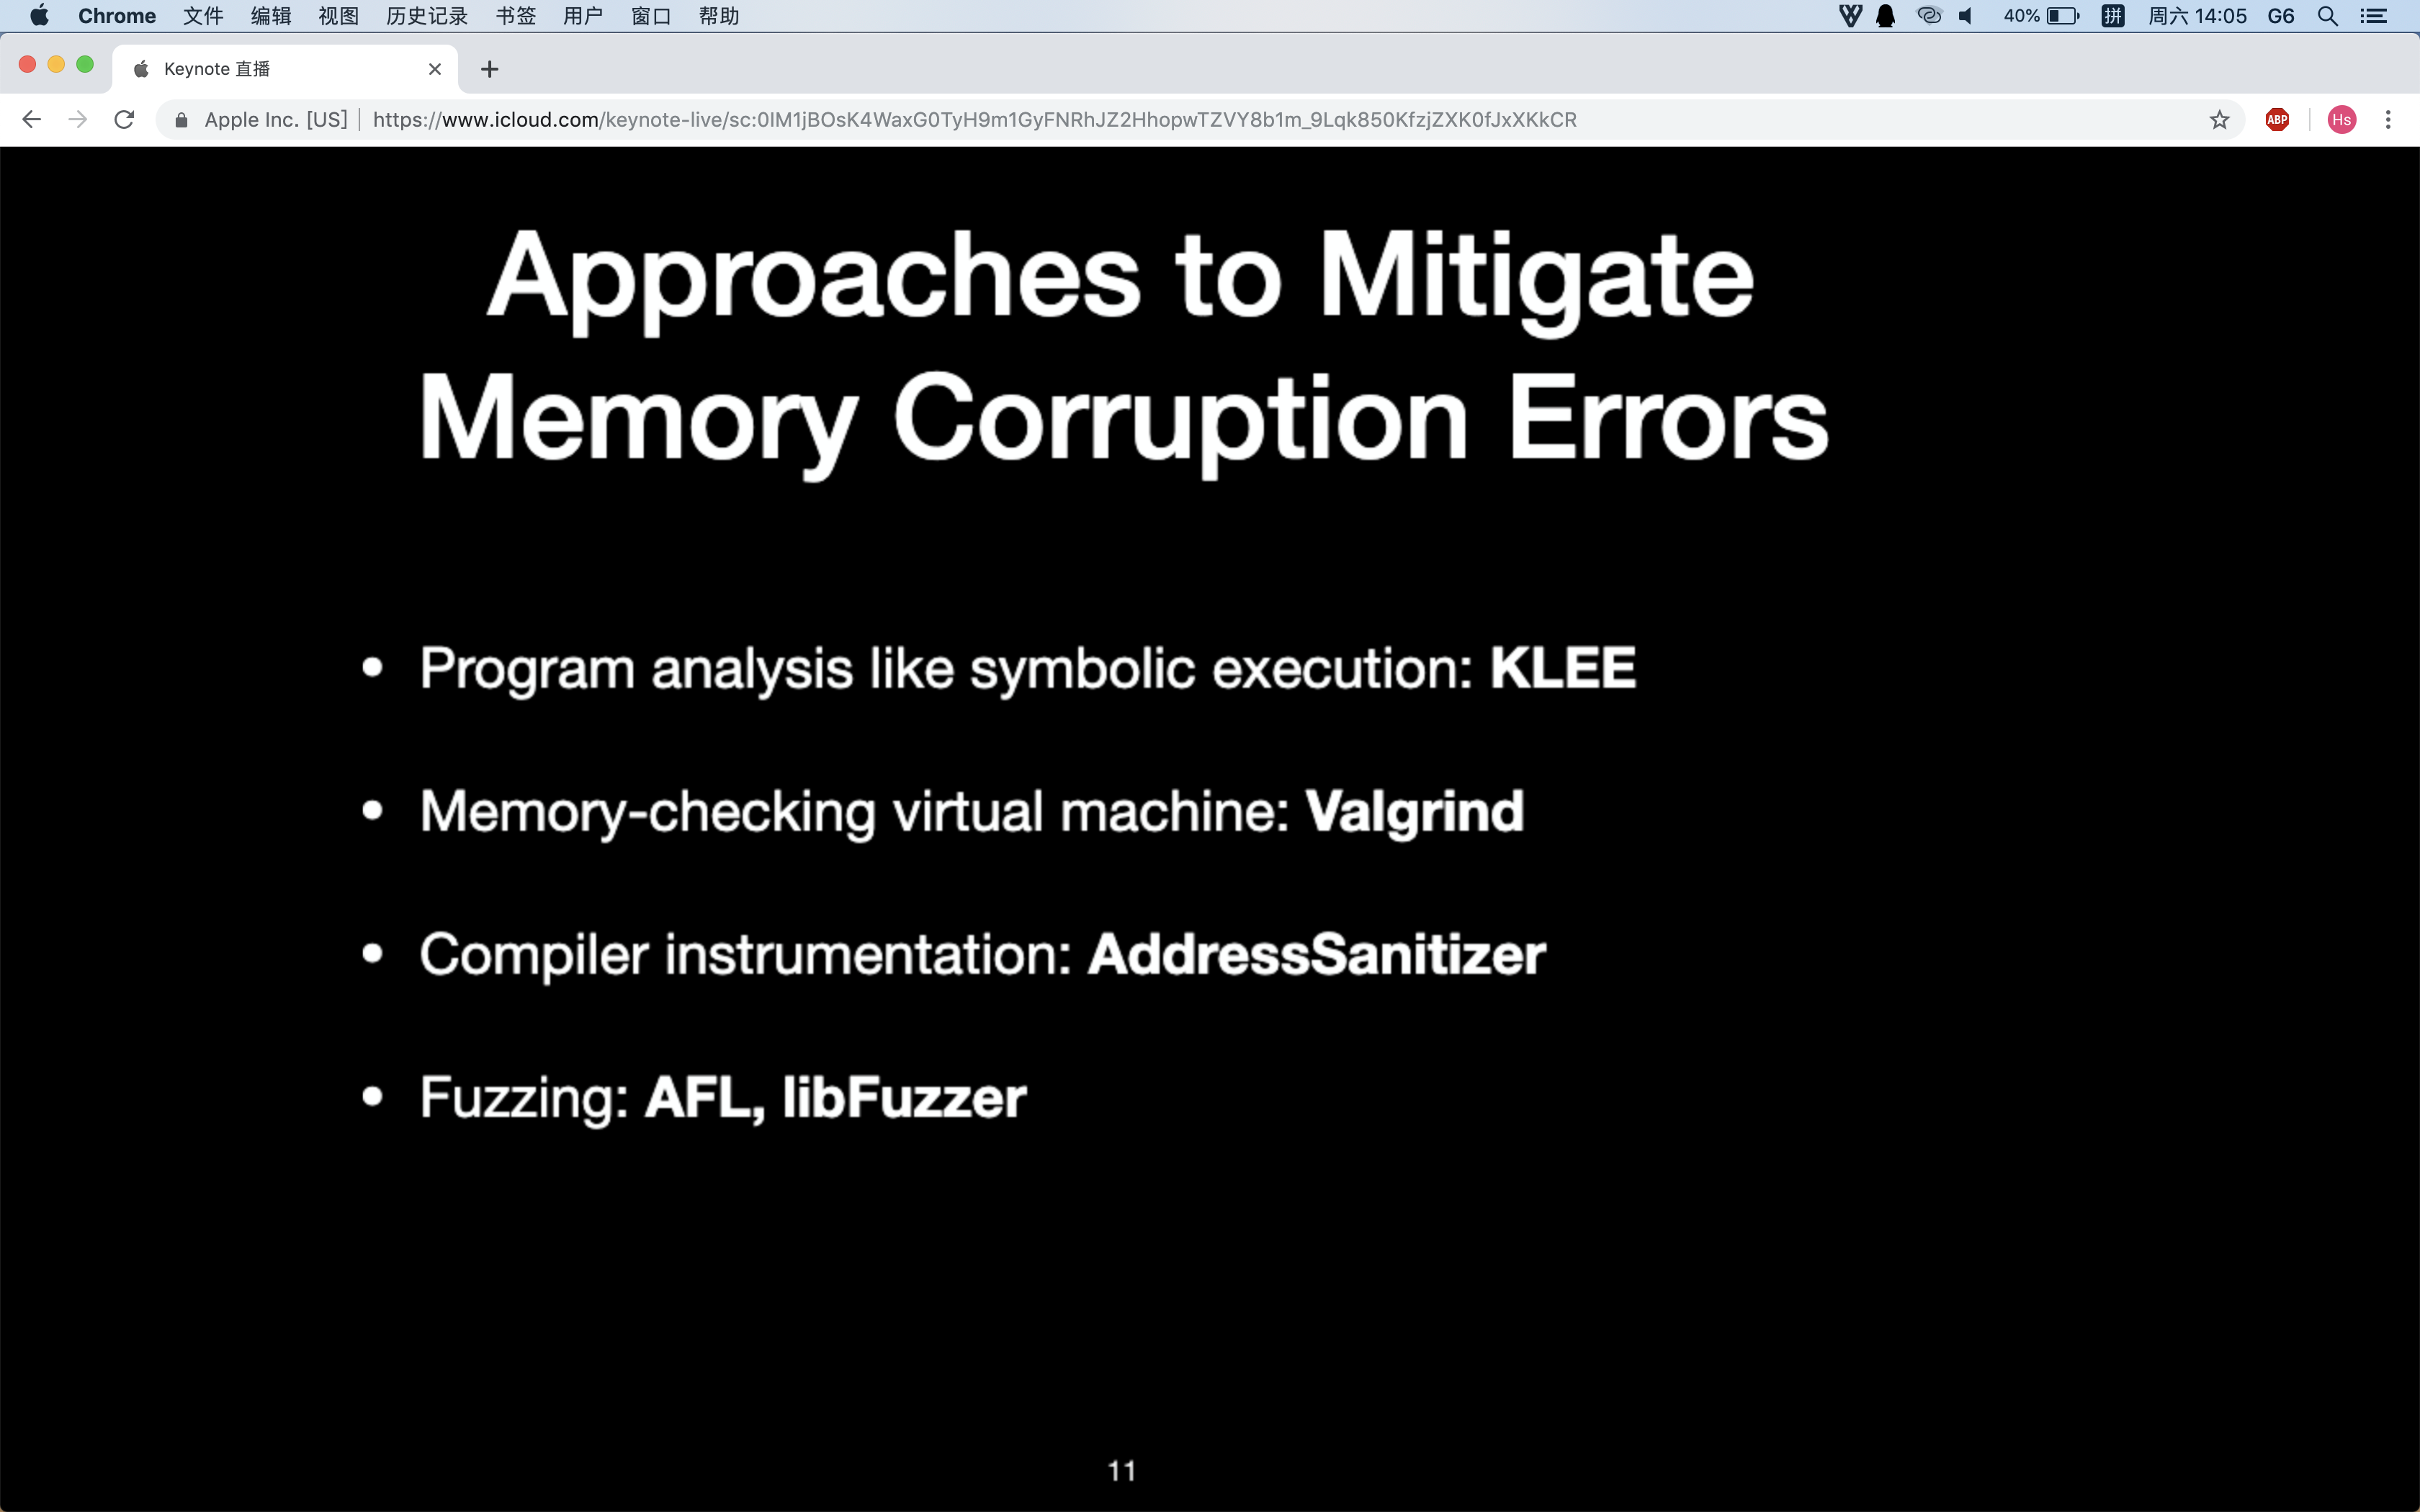 Chrome 文件 编辑 视图 历史记录 书签 用户 窗口 帮助 40% 拼 周六 14:05 G6
Keynote 直播
Apple Inc. [US] https://www.icloud.com/keynote-live/sc:0IM1jBOsK4WaxG0TyH9m1GyFNRhJZ2HhopwTZVY8b1m_9Lqk850KfzjZXK0fJxXKkCR ABP Hs
Approaches to Mitigate
Memory Corruption Errors
• Program analysis like symbolic execution: KLEE
• Memory-checking virtual machine: Valgrind
• Compiler instrumentation: AddressSanitizer
• Fuzzing: AFL, libFuzzer
11